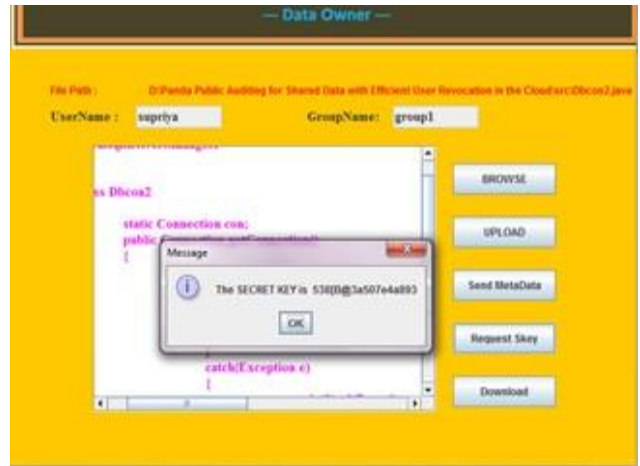 — Data Owner —
File Path : D:\Panda Public Auditing for Shared Data with Efficient User Revocation in the Cloud\src\Dbcon2.java
UserName : supriya GroupName: group1
ss Dbcon2
BROWSE
static Connection con;
public
UPLOAD
{
Message
The SECRET KEY is 538[B@3a507e4a893
Send MetaData
OK
Request Skey
}
catch(Exception e)
{
Download